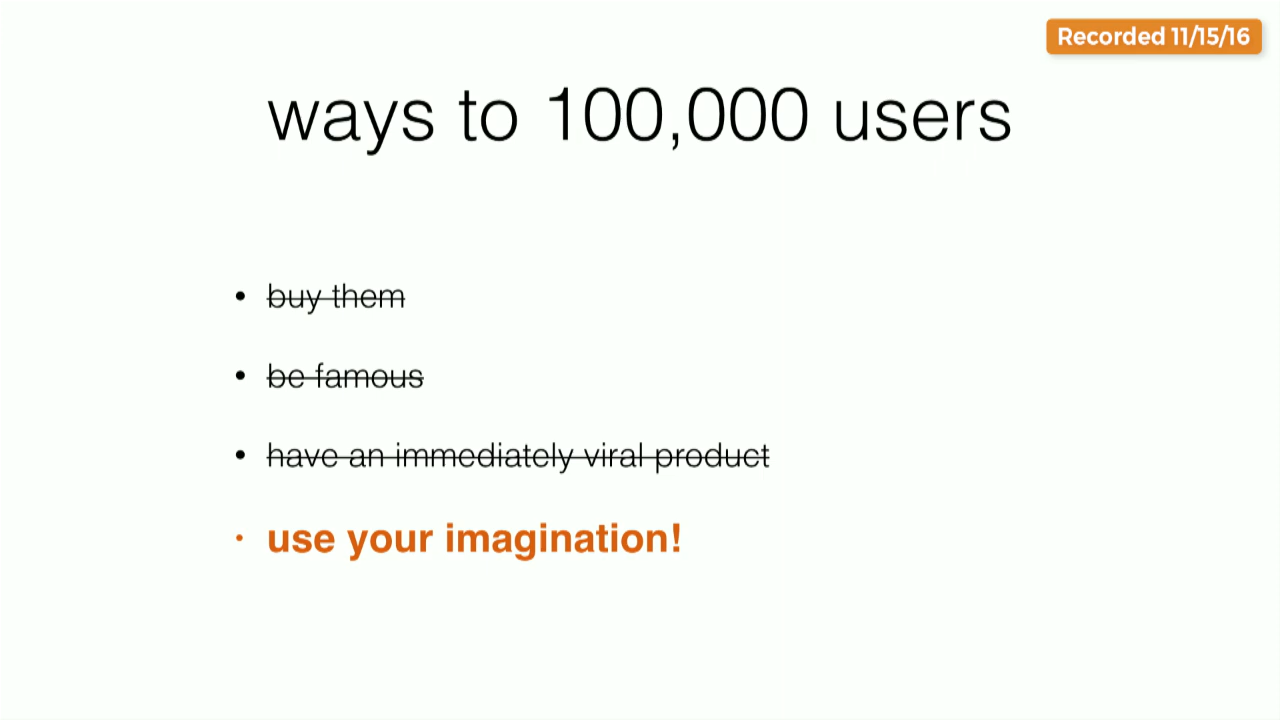 Recorded 11/15/16
ways to 100,000 users
• buy them
• be famous
• have an immediately viral product
• use your imagination!